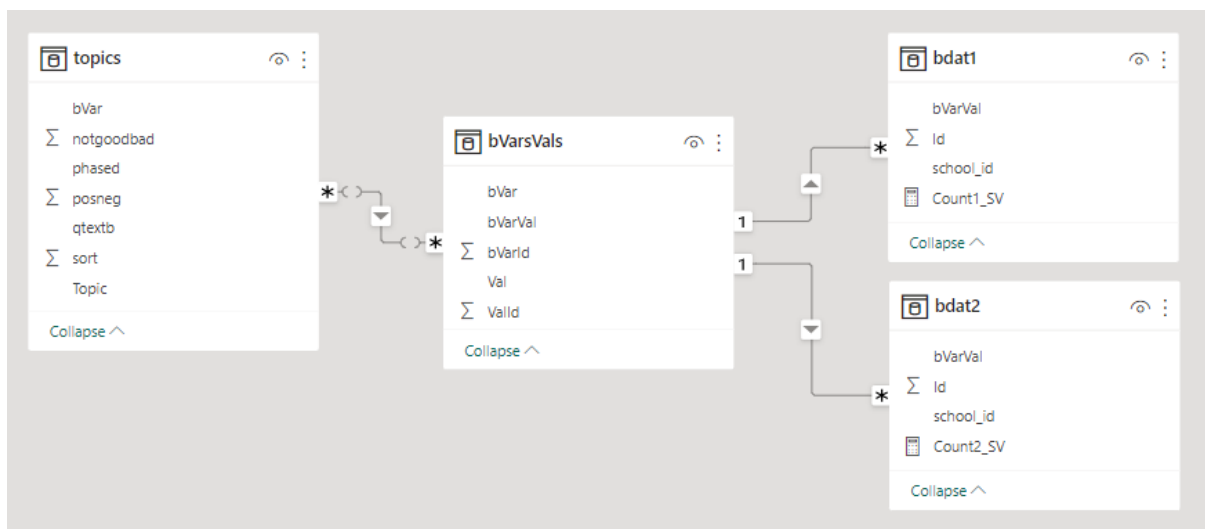 topics
bVar
Σ notgoodbad
phased
Σ posneg
qtextb
Σ sort
Topic
Collapse
*
*
bVarsVals
bVar
bVarVal
Σ bVarId
Val
Σ ValId
Collapse
1
1
*
*
bdat1
bVarVal
Σ Id
school_id
Count1_SV
Collapse
bdat2
bVarVal
Σ Id
school_id
Count2_SV
Collapse